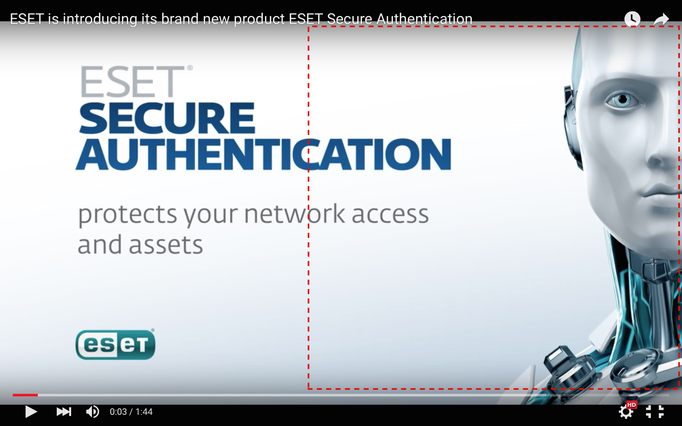 ESET is introducing its brand new product ESET Secure Authentication
ESET®
SECURE
AUTHENTICATION
protects your network access
and assets
eseT®
0:03 / 1:44
HD